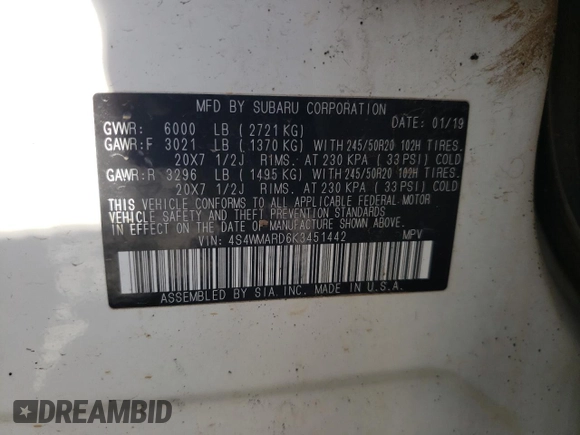 MFD BY SUBARU CORPORATION
DATE: 01/19
GVWR: 6000 LB ( 2721 KG)
GAWR:F 3021 LB ( 1370 KG) WITH 245/50R20 102H TIRES.
20X7 1/2J RIMS. AT 230 KPA ( 33 PSI) COLD
GAWR:R 3296 LB ( 1495 KG) WITH 245/50R20 102H TIRES.
20X7 1/2J RIMS. AT 230 KPA ( 33 PSI) COLD
THIS VEHICLE CONFORMS TO ALL APPLICABLE FEDERAL MOTOR
VEHICLE SAFETY AND THEFT PREVENTION STANDARDS
IN EFFECT ON THE DATE OF MANUFACTURE SHOWN ABOVE.
VIN: 4S4WMARD6K3451442 MPV
ASSEMBLED BY SIA. INC. MADE IN U.S.A.
DREAMBID